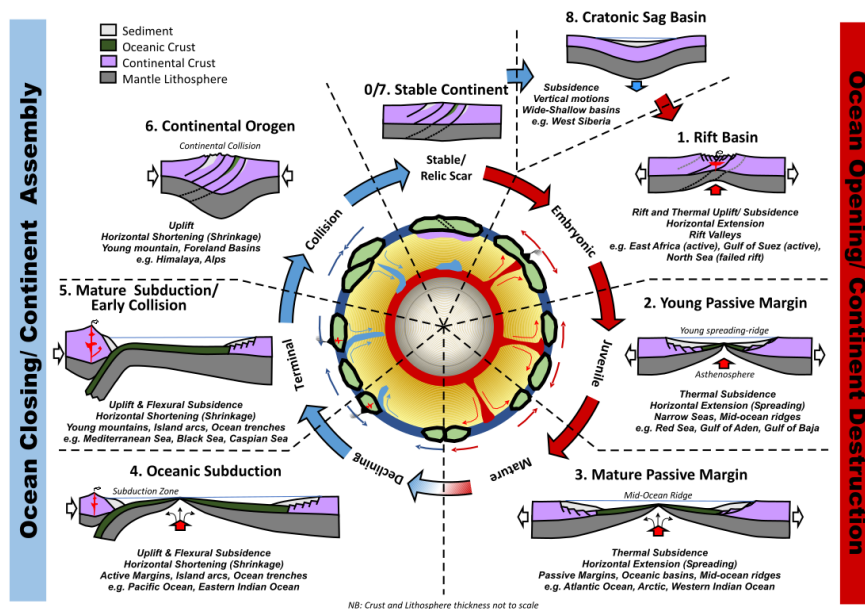 Ocean Closing/ Continent Assembly
Sediment
Oceanic Crust
Continental Crust
Mantle Lithosphere
8. Cratonic Sag Basin
Subsidence
Vertical motions
Wide-Shallow basins
e.g. West Siberia
0/7. Stable Continent
Stable/
Relic Scar
6. Continental Orogen
Continental Collision
Uplift
Horizontal Shortening (Shrinkage)
Young mountain, Foreland Basins
e.g. Himalaya, Alps
1. Rift Basin
Rift and Thermal Uplift/ Subsidence
Horizontal Extension
Rift Valleys
e.g. East Africa (active), Gulf of Suez (active),
North Sea (failed rift)
Collision
Embryonic
5. Mature Subduction/
Early Collision
Uplift & Flexural Subsidence
Horizontal Shortening (Shrinkage)
Young mountains, Island arcs, Ocean trenches
e.g. Mediterranean Sea, Black Sea, Caspian Sea
Terminal
Juvenile
2. Young Passive Margin
Young spreading-ridge
Asthenosphere
Thermal Subsidence
Horizontal Extension (Spreading)
Narrow Seas, Mid-ocean ridges
e.g. Red Sea, Gulf of Aden, Gulf of Baja
4. Oceanic Subduction
Subduction Zone
Uplift & Flexural Subsidence
Horizontal Shortening (Shrinkage)
Active Margins, Island arcs, Ocean trenches
e.g. Pacific Ocean, Eastern Indian Ocean
Declining
Mature
3. Mature Passive Margin
Mid-Ocean Ridge
Thermal Subsidence
Horizontal Extension (Spreading)
Passive Margins, Oceanic basins, Mid-ocean ridges
e.g. Atlantic Ocean, Arctic, Western Indian Ocean
Ocean Opening/ Continent Destruction
NB: Crust and Lithosphere thickness not to scale